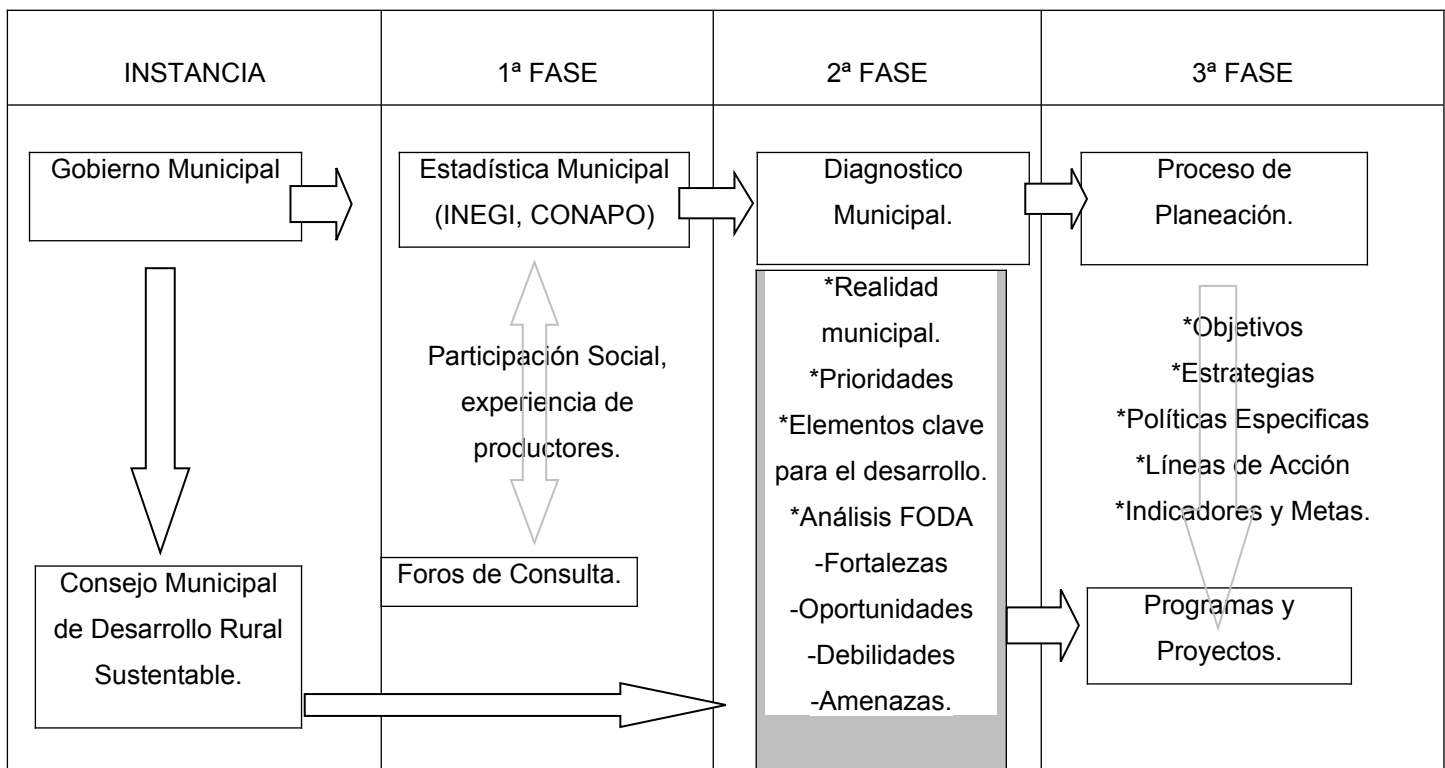 INSTANCIA
1ª FASE
2ª FASE
3ª FASE
Gobierno Municipal
Estadística Municipal
(INEGI, CONAPO)
Diagnostico
Municipal.
Proceso de
Planeación.
Participación Social,
experiencia de
productores.
*Realidad
municipal.
*Prioridades
*Elementos clave
para el desarrollo.
*Análisis FODA
-Fortalezas
-Oportunidades
-Debilidades
-Amenazas.
*Objetivos
*Estrategias
*Políticas Especificas
*Líneas de Acción
*Indicadores y Metas.
Consejo Municipal
de Desarrollo Rural
Sustentable.
Foros de Consulta.
Programas y
Proyectos.